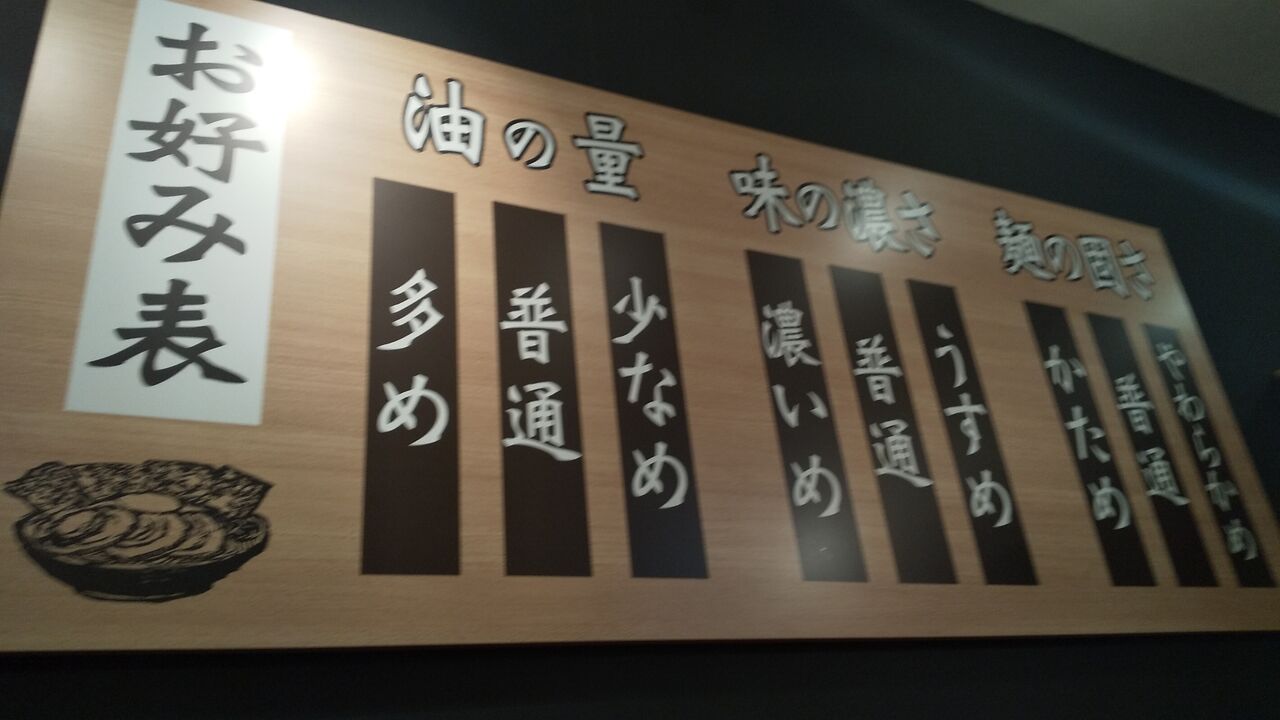 お好み表
油の量
多め
普通
少なめ
味の濃さ
濃いめ
普通
うすめ
麺の固さ
かため
普通
やわらかめ